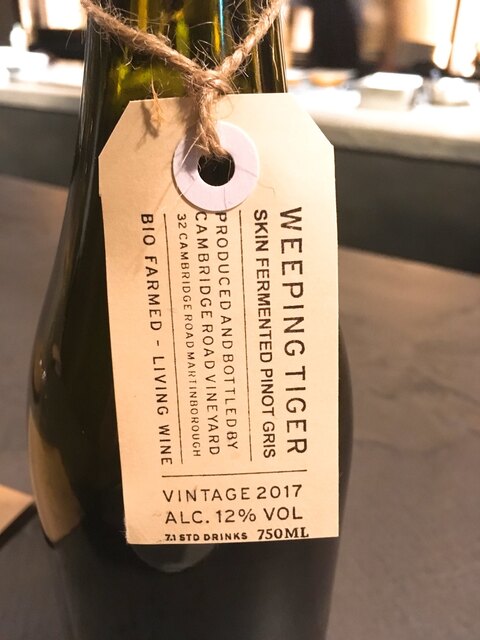 WEEPING TIGER
SKIN FERMENTED PINOT GRIS
PRODUCED AND BOTTLED BY
CAMBRIDGE ROAD VINEYARD
32 CAMBRIDGE ROAD MARTINBOROUGH
BIO FARMED - LIVING WINE
VINTAGE 2017
ALC. 12% VOL
7.1 STD DRINKS 750ML